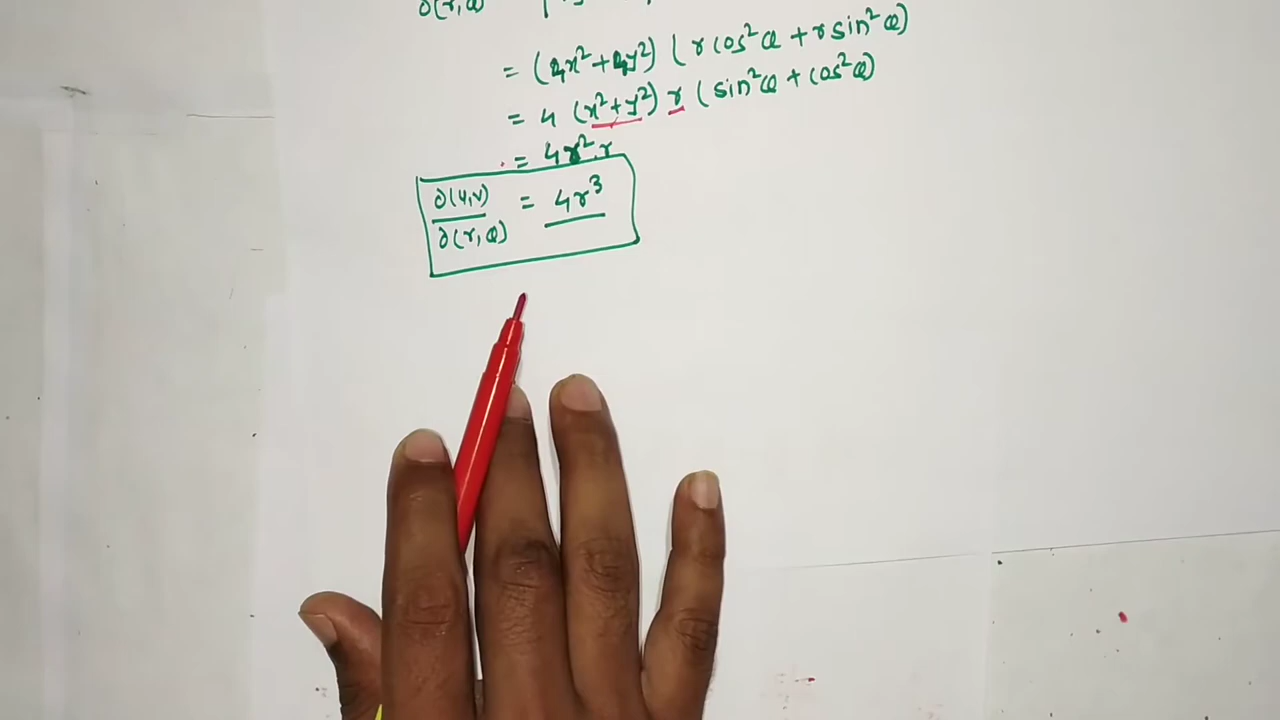 ∂(r,θ)
= (4x²+4y²) (r cos²θ + r sin²θ)
= 4 (x²+y²) r (sin²θ + cos²θ)
= 4r².r
∂(u,v)/∂(r,θ) = 4r³